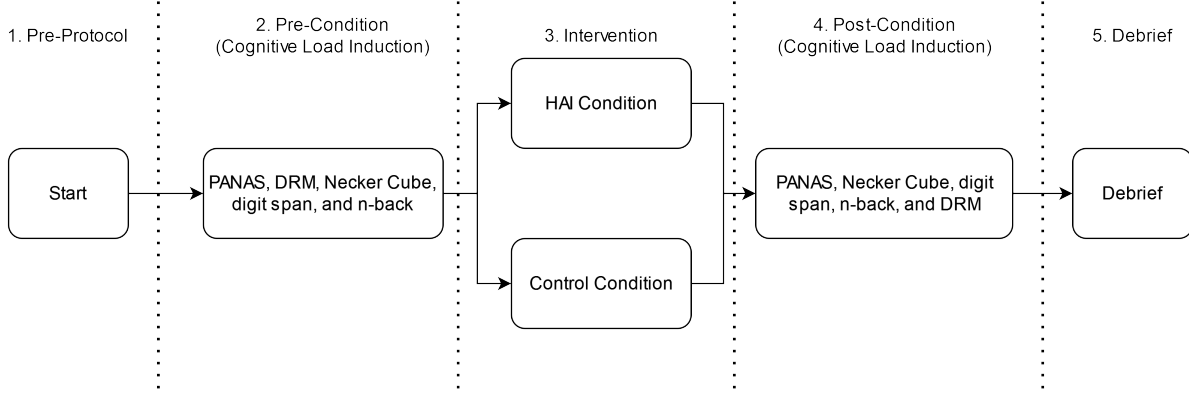 1. Pre-Protocol
2. Pre-Condition
(Cognitive Load Induction)
3. Intervention
4. Post-Condition
(Cognitive Load Induction)
5. Debrief
Start
PANAS, DRM, Necker Cube,
digit span, and n-back
HAI Condition
Control Condition
PANAS, Necker Cube, digit
span, n-back, and DRM
Debrief